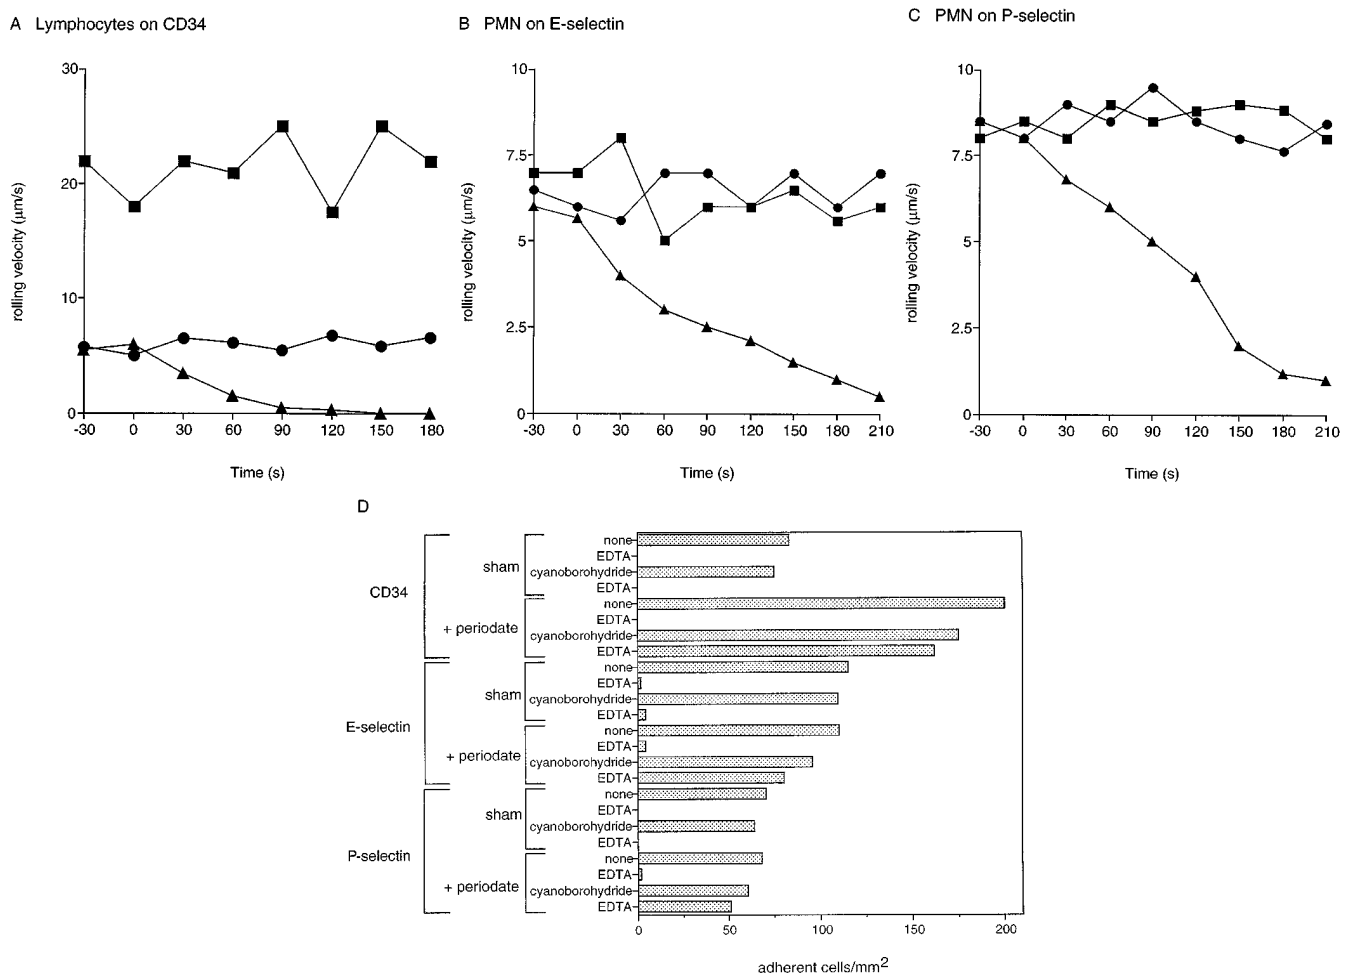 A Lymphocytes on CD34
30
20
10
0
rolling velocity (μm/s)
-30 0 30 60 90 120 150 180
Time (s)
B PMN on E-selectin
10
7.5
5
2.5
0
rolling velocity (μm/s)
-30 0 30 60 90 120 150 180 210
Time (s)
C PMN on P-selectin
10
7.5
5
2.5
0
rolling velocity (μm/s)
-30 0 30 60 90 120 150 180 210
Time (s)
D
CD34
sham
none
EDTA
cyanoborohydride
EDTA
+ periodate
none
EDTA
cyanoborohydride
EDTA
E-selectin
sham
none
EDTA
cyanoborohydride
EDTA
+ periodate
none
EDTA
cyanoborohydride
EDTA
P-selectin
sham
none
EDTA
cyanoborohydride
EDTA
+ periodate
none
EDTA
cyanoborohydride
EDTA
0 50 100 150 200
adherent cells/mm2